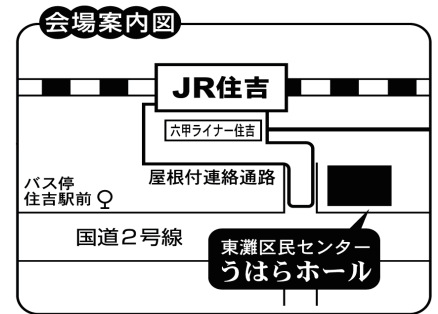 会場案内図
JR住吉
六甲ライナー住吉
屋根付連絡通路
バス停
住吉駅前
国道2号線
東灘区民センター
うはらホール